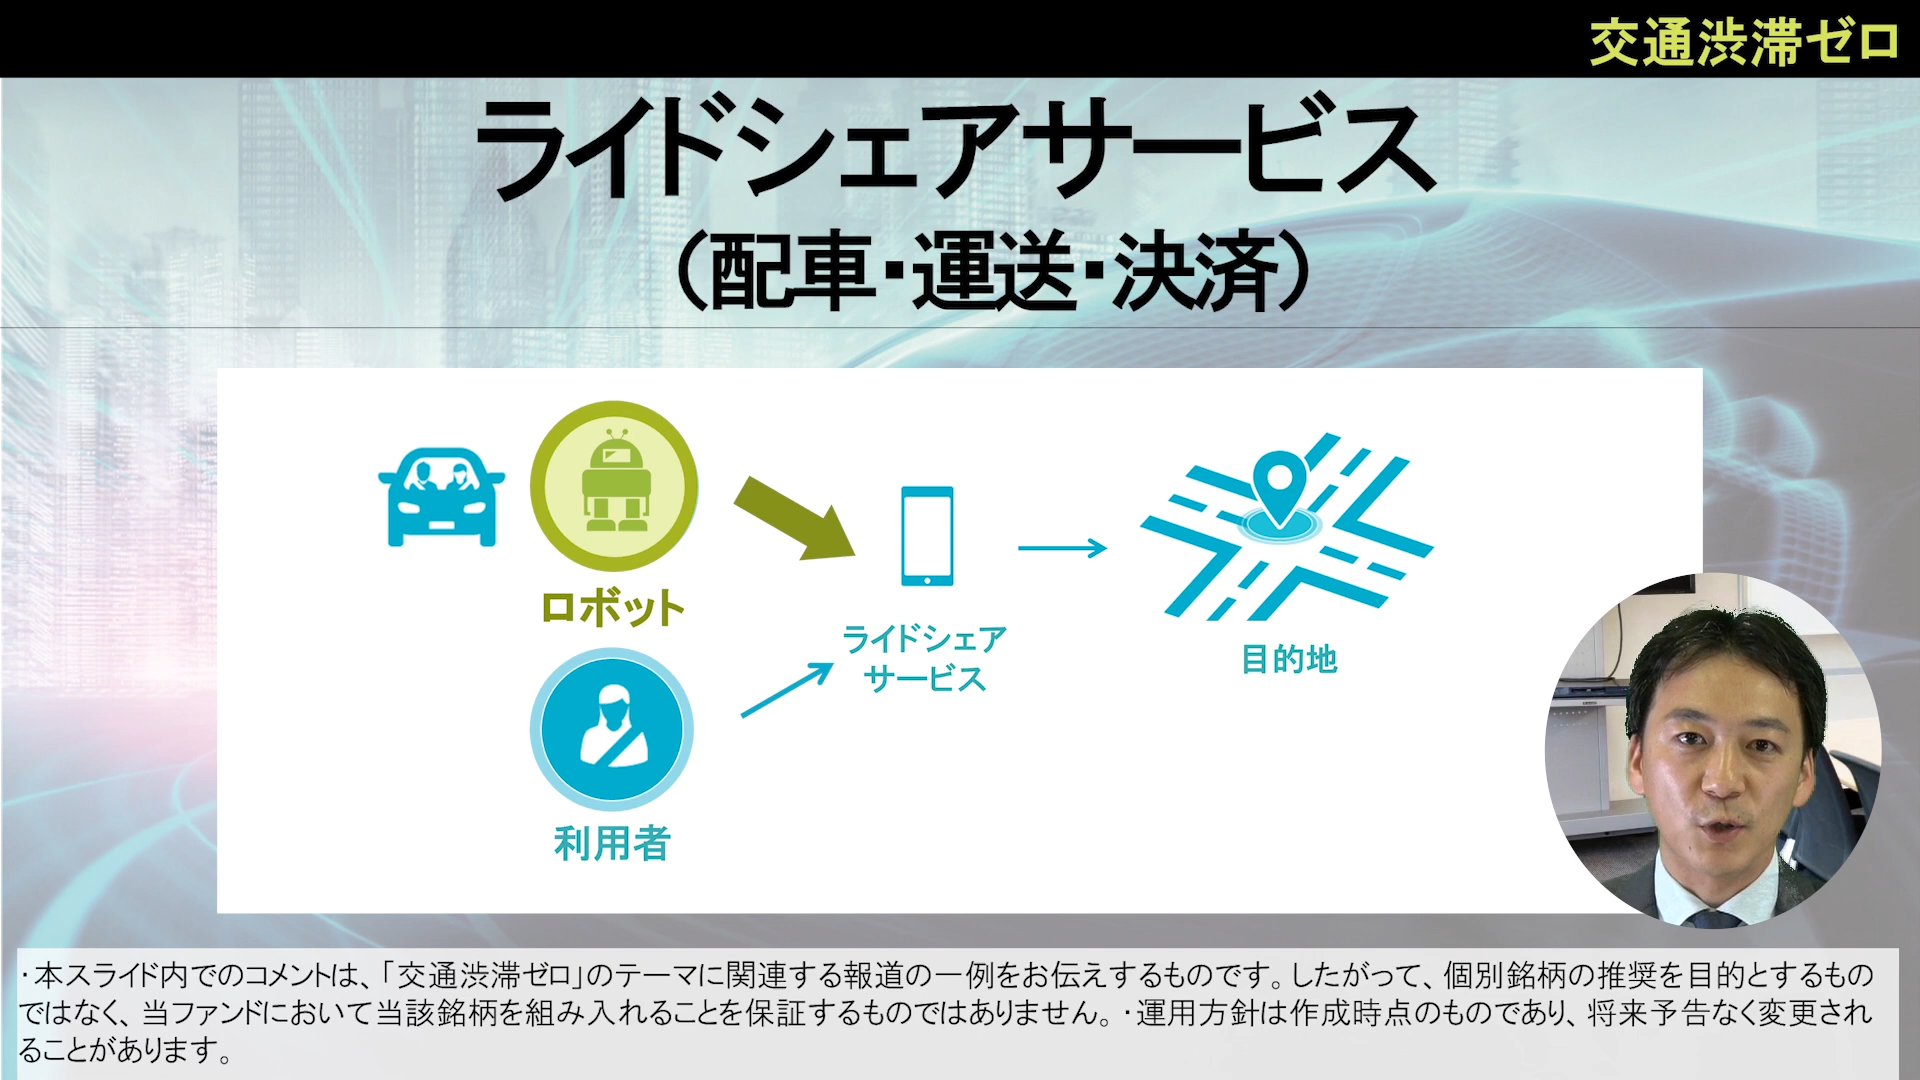 交通渋滞ゼロ
ライドシェアサービス
（配車・運送・決済）
ロボット
利用者
ライドシェア
サービス
目的地
・本スライド内でのコメントは、「交通渋滞ゼロ」のテーマに関連する報道の一例をお伝えするものです。したがって、個別銘柄の推奨を目的とするもの
ではなく、当ファンドにおいて当該銘柄を組み入れることを保証するものではありません。・運用方針は作成時点のものであり、将来予告なく変更され
ることがあります。